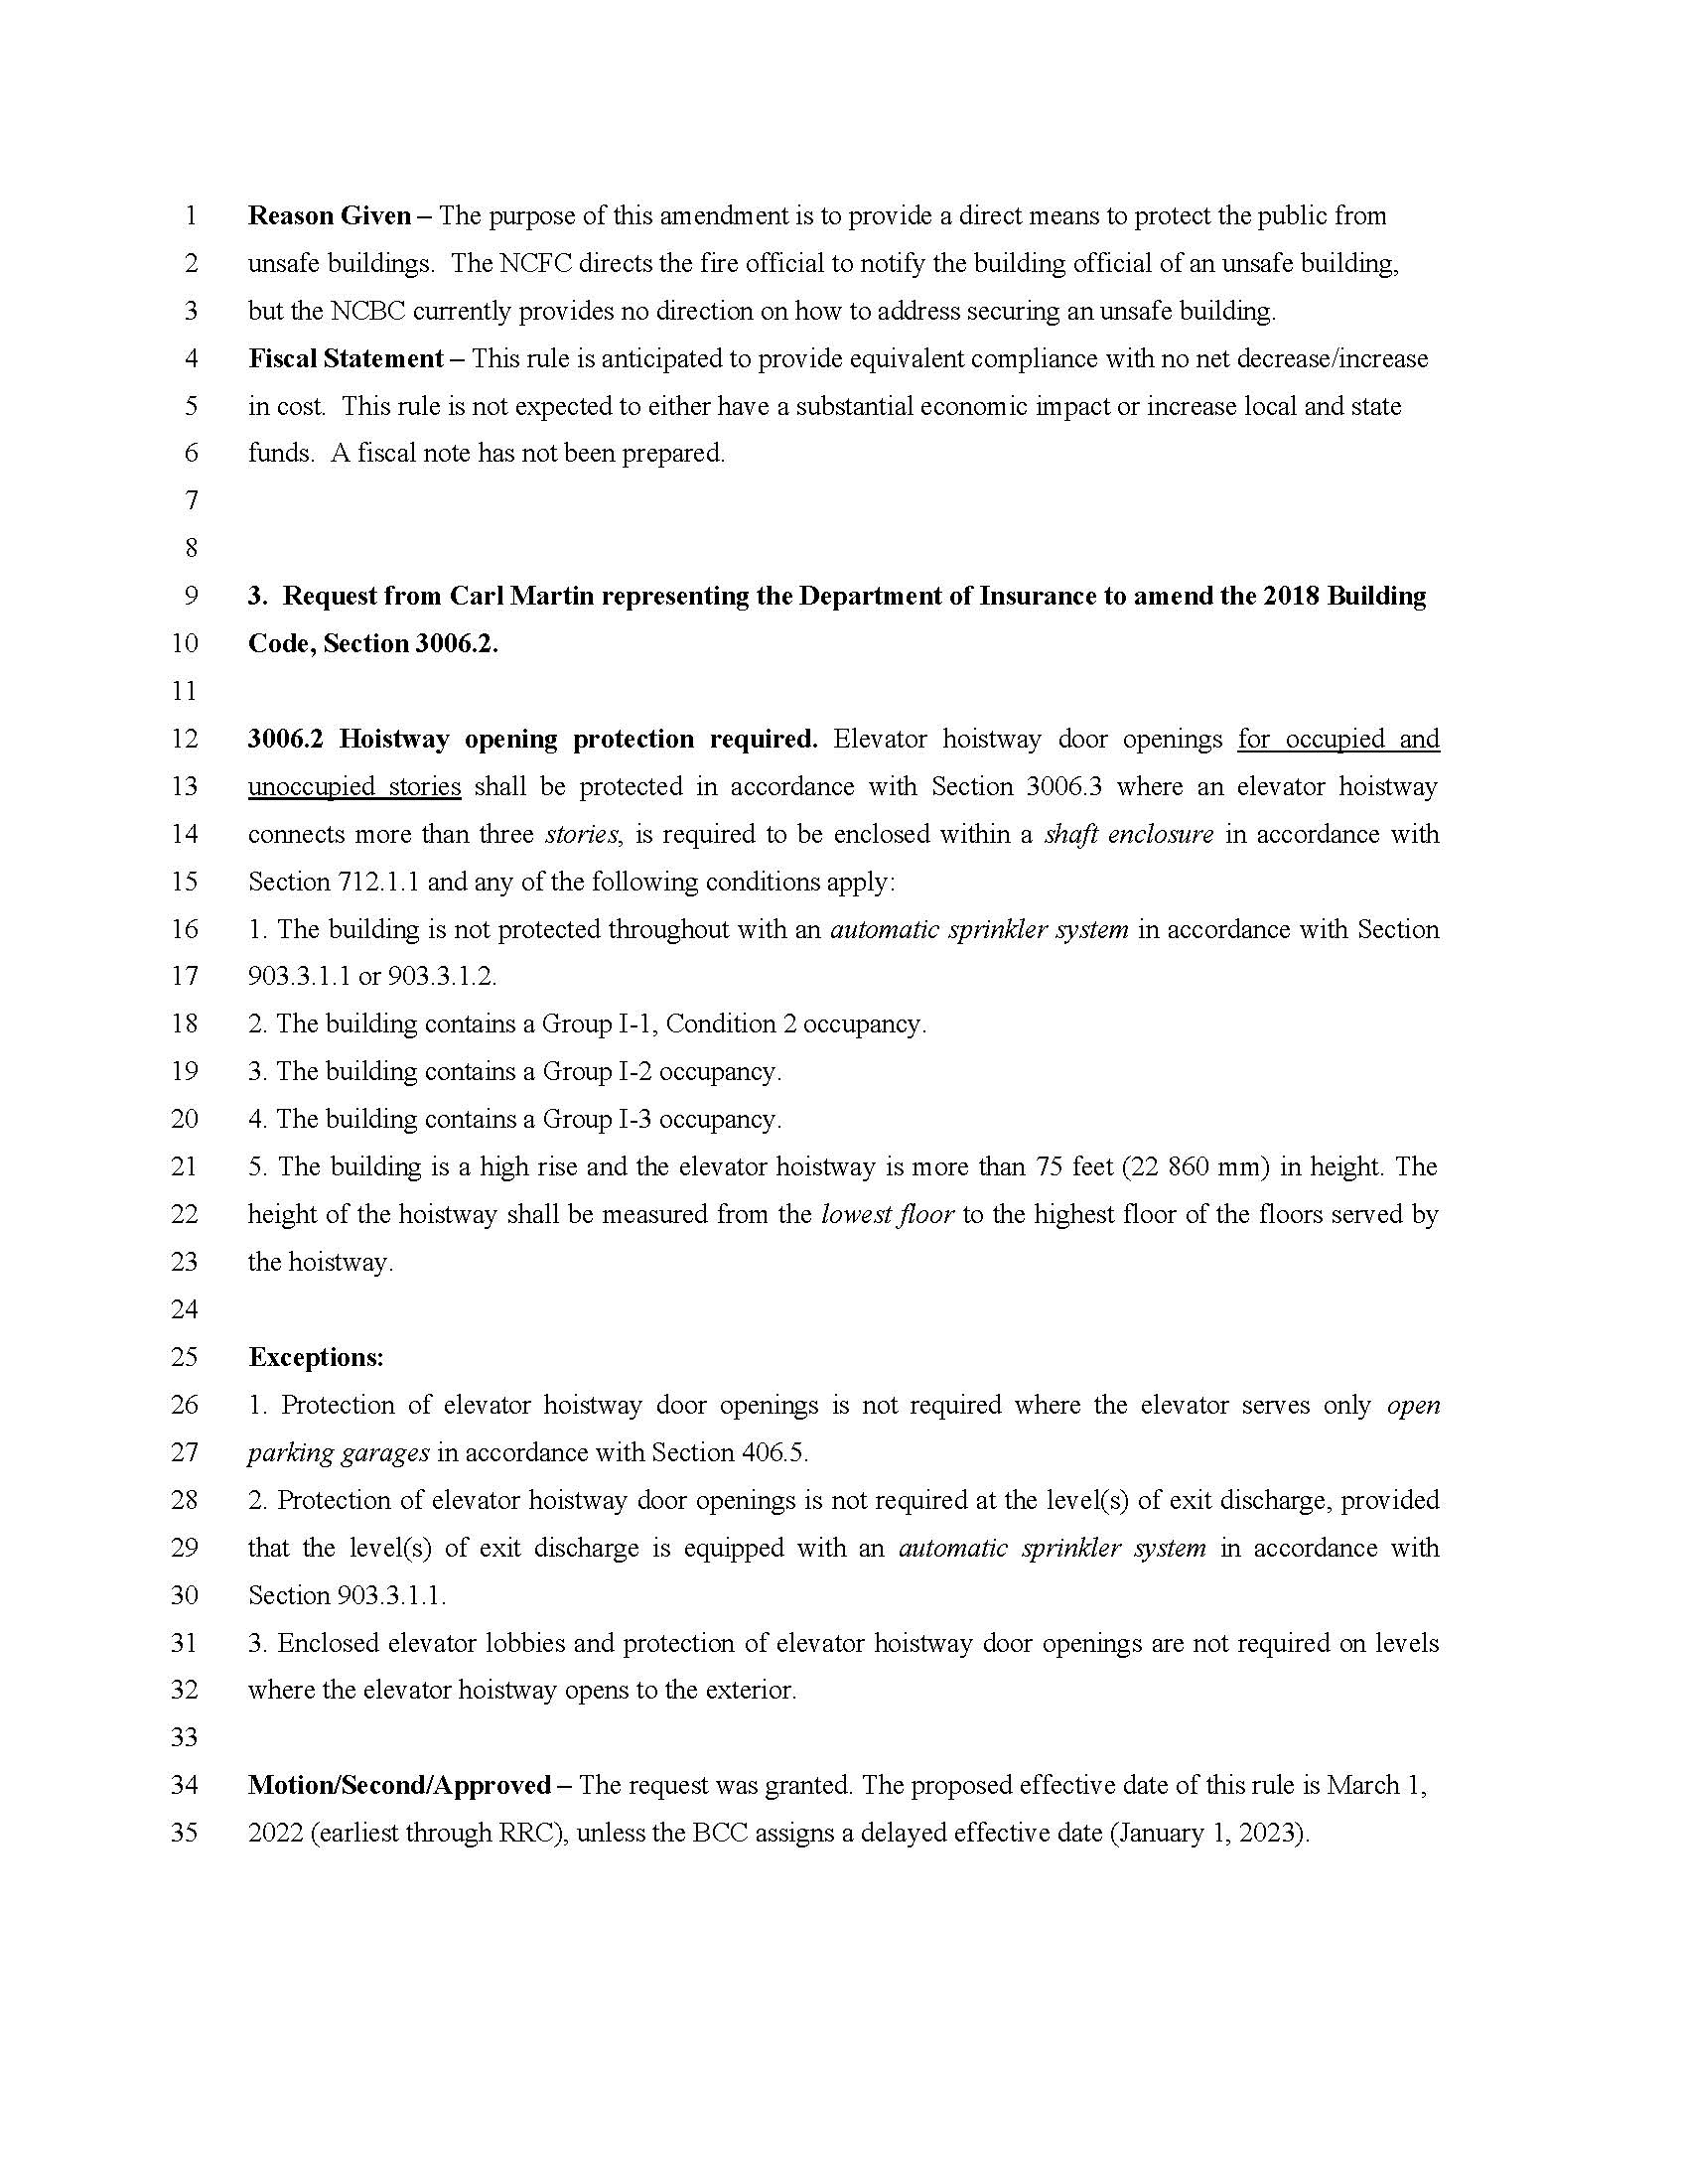 1 Reason Given – The purpose of this amendment is to provide a direct means to protect the public from
2 unsafe buildings.  The NCFC directs the fire official to notify the building official of an unsafe building,
3 but the NCBC currently provides no direction on how to address securing an unsafe building.
4 Fiscal Statement – This rule is anticipated to provide equivalent compliance with no net decrease/increase
5 in cost.  This rule is not expected to either have a substantial economic impact or increase local and state
6 funds.  A fiscal note has not been prepared.
7
8
9 3.  Request from Carl Martin representing the Department of Insurance to amend the 2018 Building
10 Code, Section 3006.2.
11
12 3006.2 Hoistway opening protection required. Elevator hoistway door openings for occupied and
13 unoccupied stories shall be protected in accordance with Section 3006.3 where an elevator hoistway
14 connects more than three stories, is required to be enclosed within a shaft enclosure in accordance with
15 Section 712.1.1 and any of the following conditions apply:
16 1. The building is not protected throughout with an automatic sprinkler system in accordance with Section
17 903.3.1.1 or 903.3.1.2.
18 2. The building contains a Group I-1, Condition 2 occupancy.
19 3. The building contains a Group I-2 occupancy.
20 4. The building contains a Group I-3 occupancy.
21 5. The building is a high rise and the elevator hoistway is more than 75 feet (22 860 mm) in height. The
22 height of the hoistway shall be measured from the lowest floor to the highest floor of the floors served by
23 the hoistway.
24
25 Exceptions:
26 1. Protection of elevator hoistway door openings is not required where the elevator serves only open
27 parking garages in accordance with Section 406.5.
28 2. Protection of elevator hoistway door openings is not required at the level(s) of exit discharge, provided
29 that the level(s) of exit discharge is equipped with an automatic sprinkler system in accordance with
30 Section 903.3.1.1.
31 3. Enclosed elevator lobbies and protection of elevator hoistway door openings are not required on levels
32 where the elevator hoistway opens to the exterior.
33
34 Motion/Second/Approved – The request was granted. The proposed effective date of this rule is March 1,
35 2022 (earliest through RRC), unless the BCC assigns a delayed effective date (January 1, 2023).